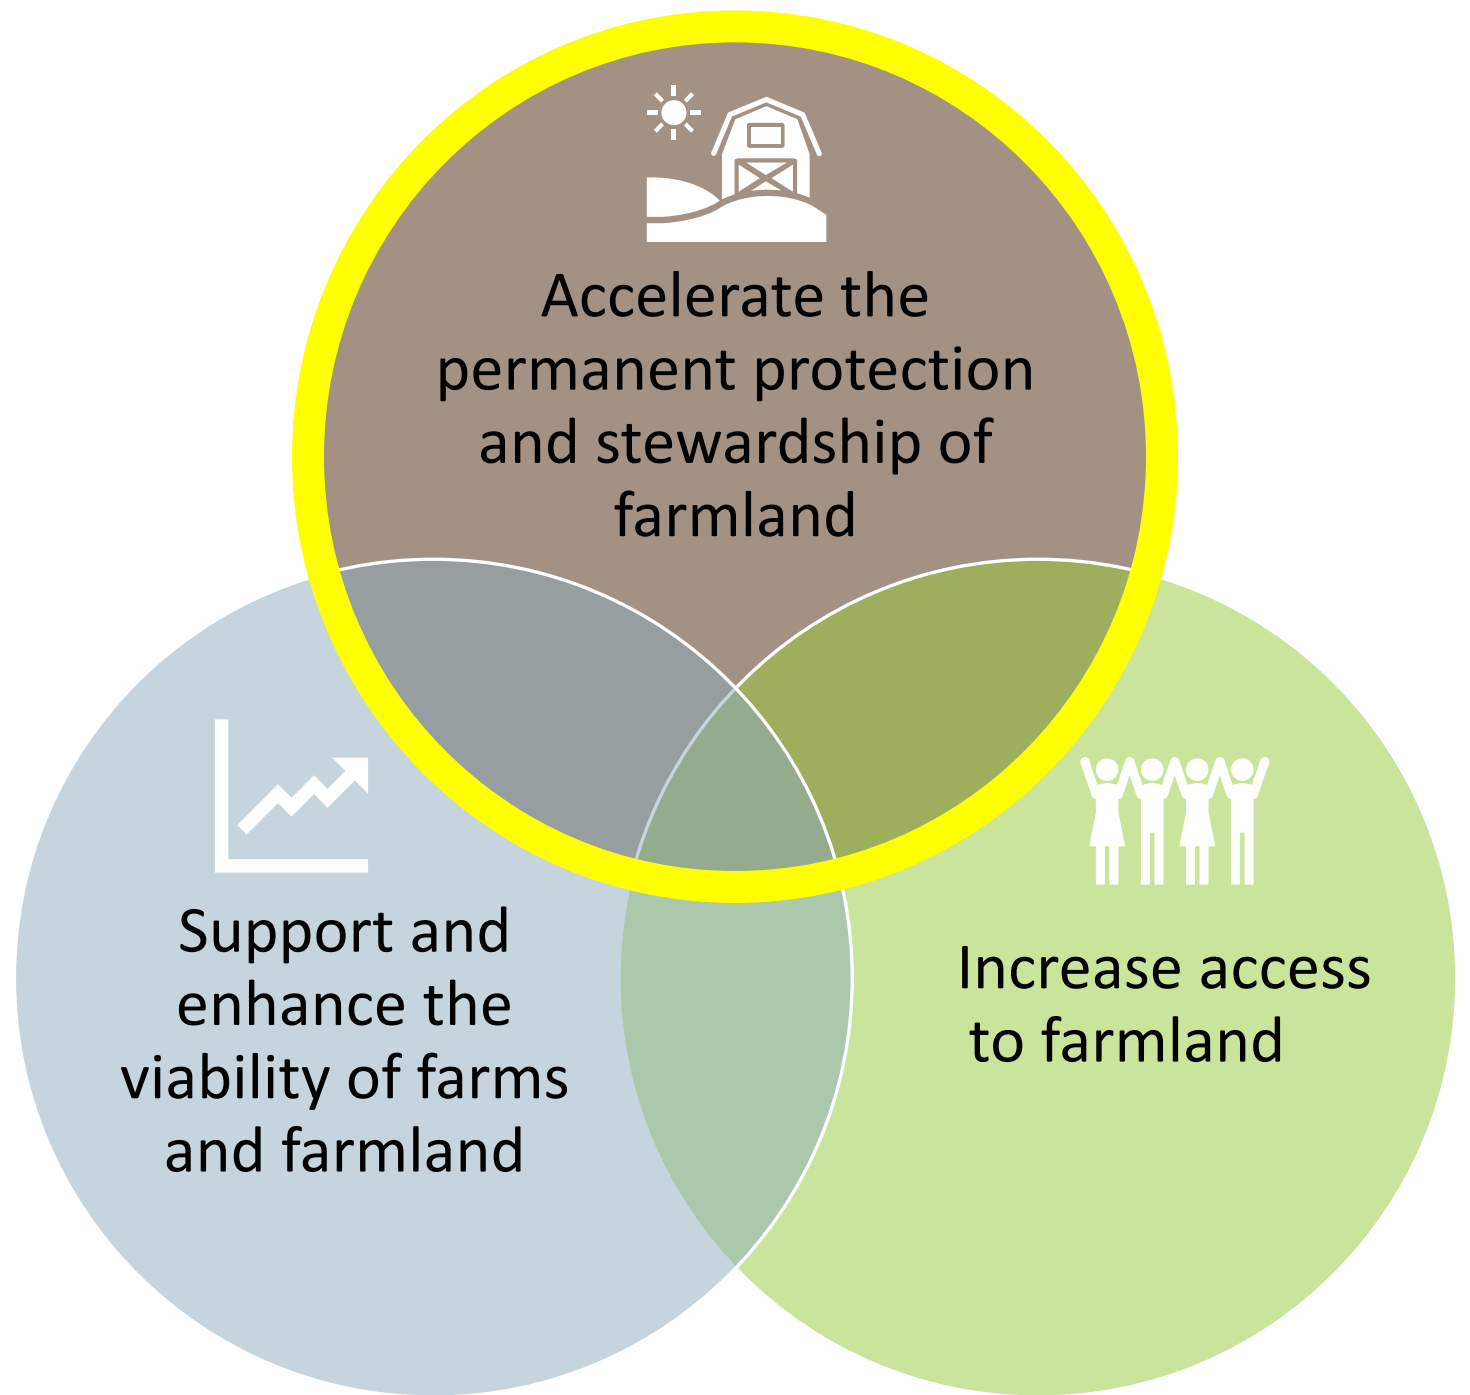 Accelerate the
permanent protection
and stewardship of
farmland
Support and
enhance the
viability of farms
and farmland
Increase access
to farmland